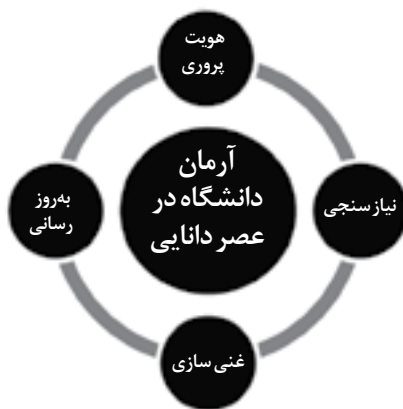 هویت
پروری
آرمان
دانشگاه در
عصر دانایی
نیازسنجی
به‌روز
رسانی
غنی سازی